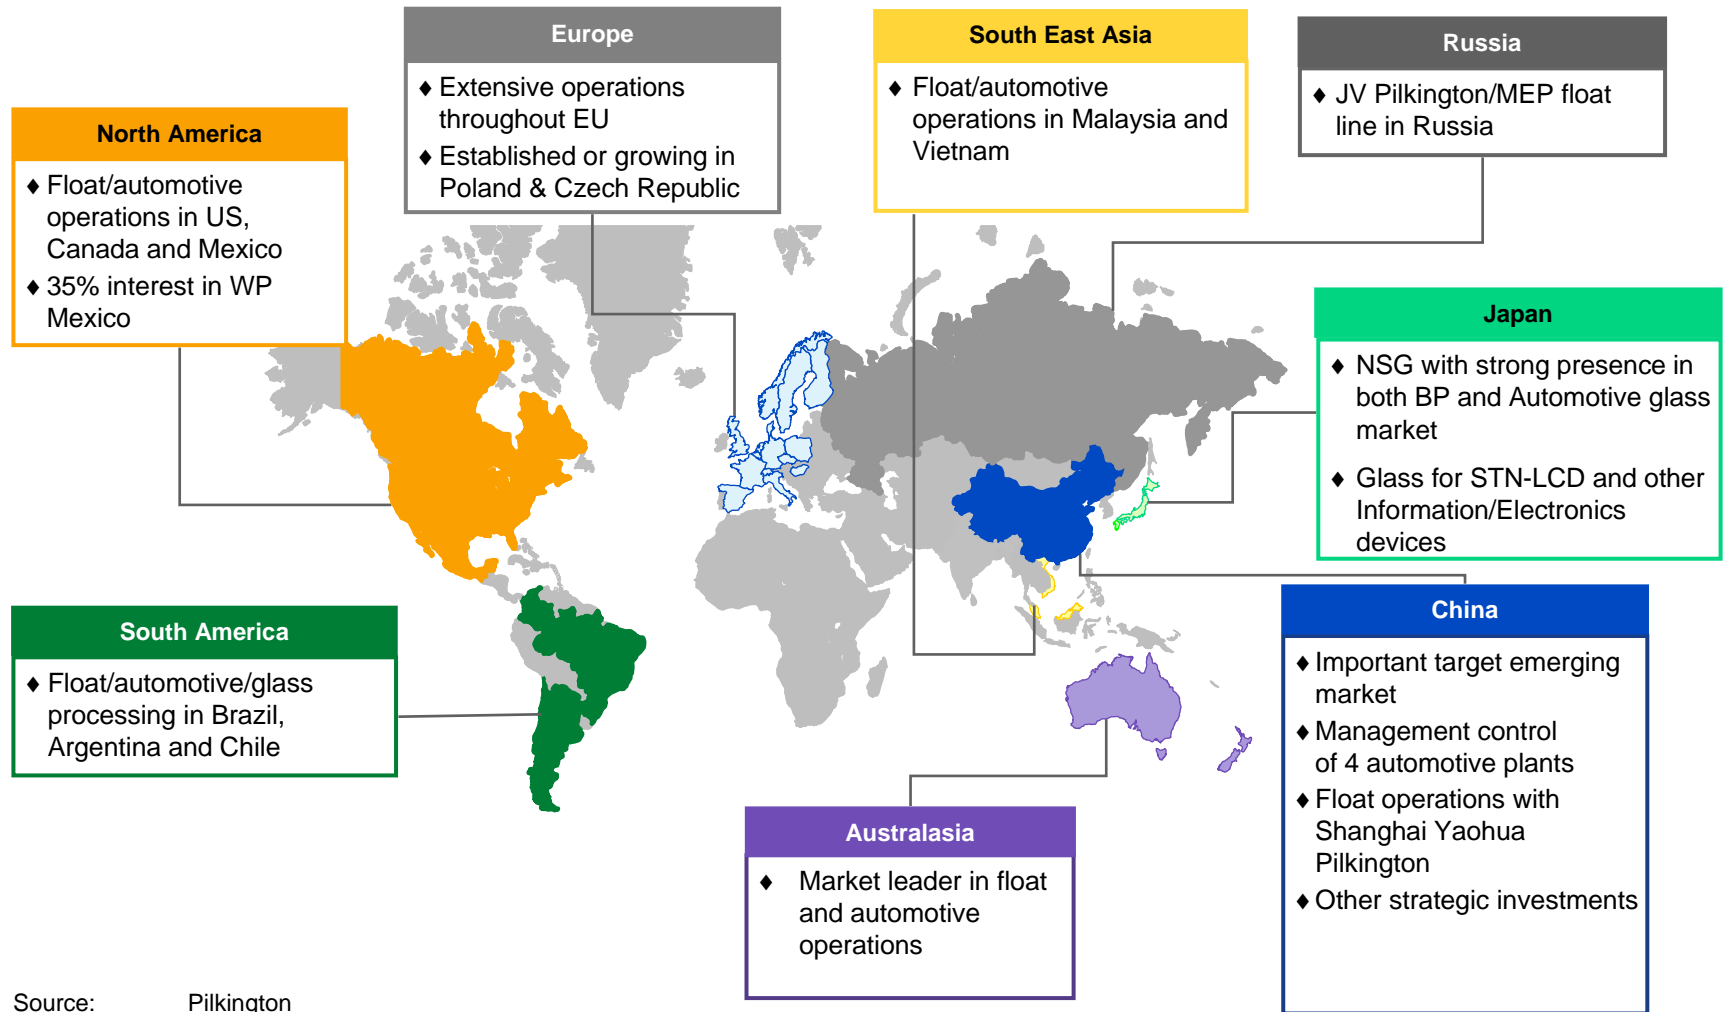 Europe
♦ Extensive operations
throughout EU
♦ Established or growing in
Poland & Czech Republic
South East Asia
♦ Float/automotive
operations in Malaysia and
Vietnam
Russia
♦ JV Pilkington/MEP float
line in Russia
North America
♦ Float/automotive
operations in US,
Canada and Mexico
♦ 35% interest in WP
Mexico
Japan
♦ NSG with strong presence in
both BP and Automotive glass
market
♦ Glass for STN-LCD and other
Information/Electronics
devices
South America
♦ Float/automotive/glass
processing in Brazil,
Argentina and Chile
China
♦ Important target emerging
market
♦ Management control
of 4 automotive plants
♦ Float operations with
Shanghai Yaohua
Pilkington
♦ Other strategic investments
Australasia
♦ Market leader in float
and automotive
operations
Source: Pilkington